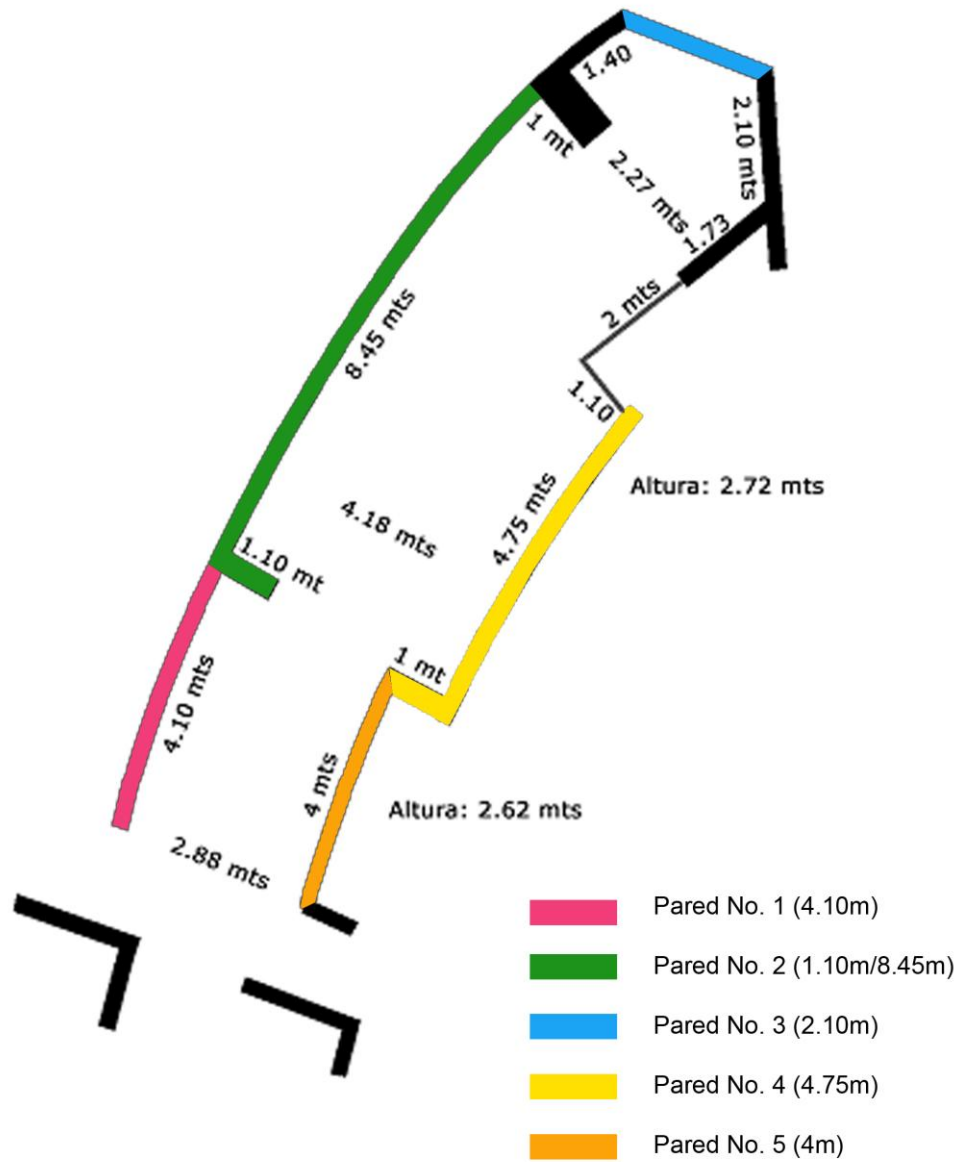 1.40
1 mt
2.10 mts
2.27 mts
1.73
2 mts
8.45 mts
1.10
Altura: 2.72 mts
4.75 mts
4.18 mts
1.10 mt
1 mt
4.10 mts
4 mts
Altura: 2.62 mts
2.88 mts
Pared No. 1 (4.10m)
Pared No. 2 (1.10m/8.45m)
Pared No. 3 (2.10m)
Pared No. 4 (4.75m)
Pared No. 5 (4m)